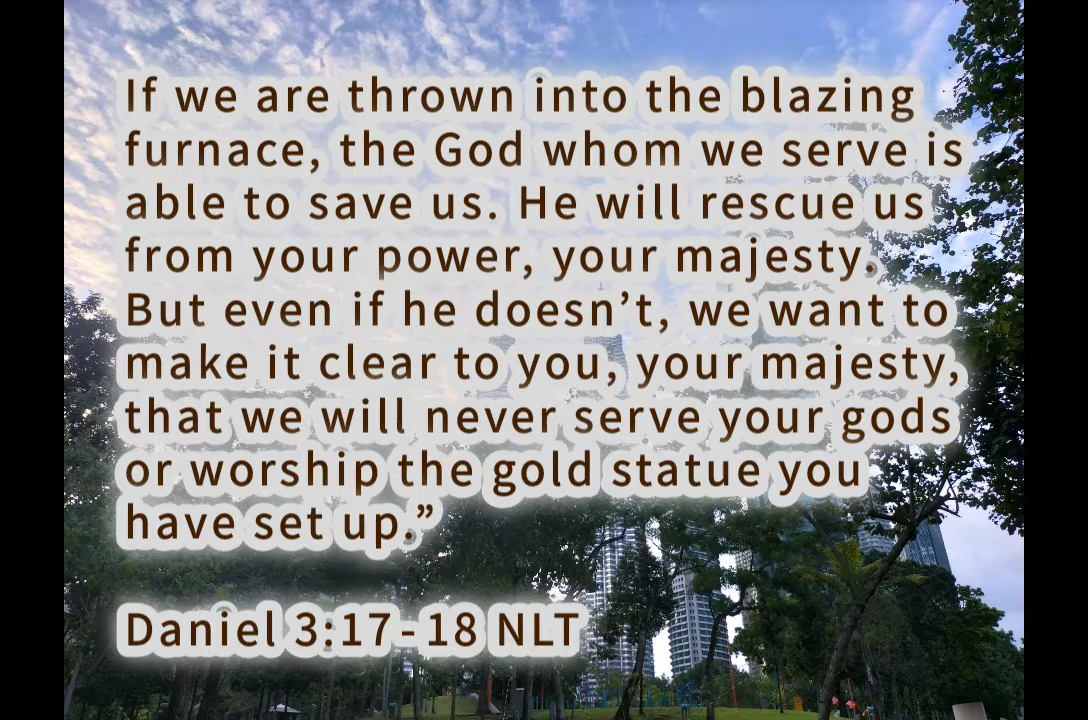 If we are thrown into the blazing
furnace, the God whom we serve is
able to save us. He will rescue us
from your power, your majesty.
But even if he doesn’t, we want to
make it clear to you, your majesty,
that we will never serve your gods
or worship the gold statue you
have set up.”
Daniel 3:17-18 NLT